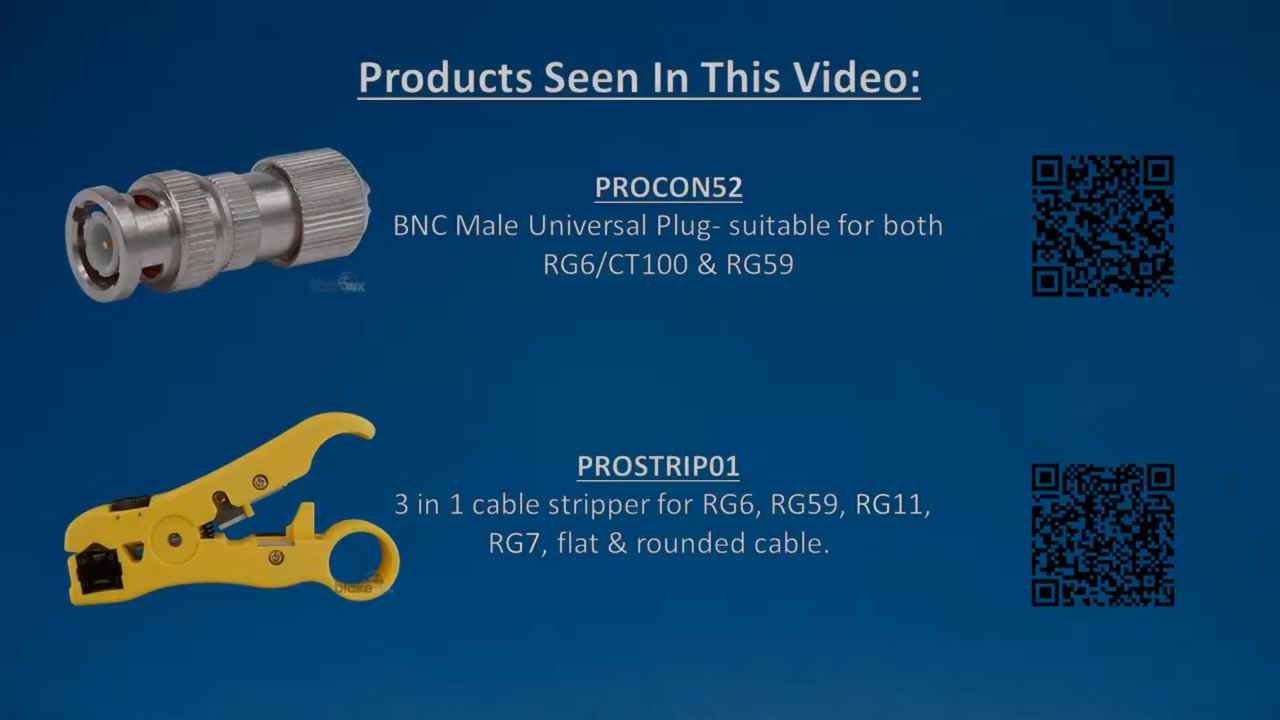 Products Seen In This Video:
PROCON52
BNC Male Universal Plug- suitable for both
RG6/CT100 & RG59
PROSTRIP01
3 in 1 cable stripper for RG6, RG59, RG11,
RG7, flat & rounded cable.
blake